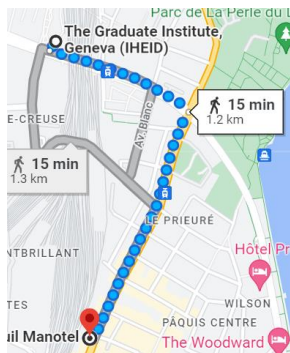 Parc de La Perle du L
The Graduate Institute,
Geneva (IHEID)
E-CREUSE
Av. Blanc
15 min
1.2 km
15 min
1.3 km
LE PRIEURÉ
NTBRILLANT
Hôtel Pr
WILSON
TES
PÂQUIS CENTRE
uil Manotel
The Woodward